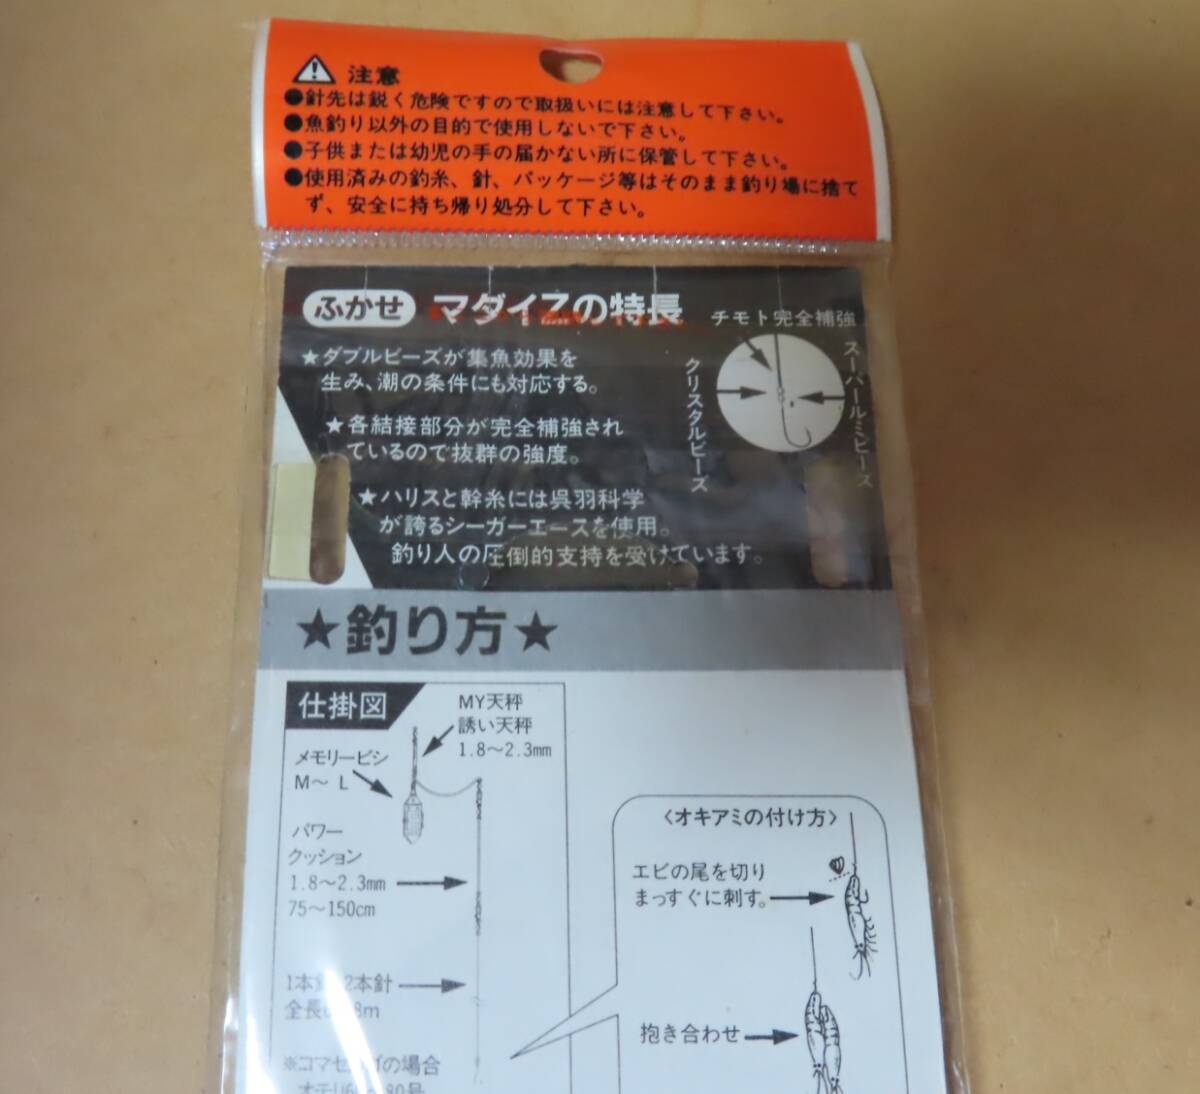 注意
●針先は鋭く危険ですので取扱いには注意して下さい。
●魚釣り以外の目的で使用しないで下さい。
●子供または幼児の手の届かない所に保管して下さい。
●使用済みの釣糸、針、パッケージ等はそのまま釣り場に捨て
ず、安全に持ち帰り処分して下さい。
ふかせ マダイZの特長
チモト完全補強
クリスタルビーズ
スーパールミビーズ
★ダブルビーズが集魚効果を
生み、潮の条件にも対応する。
★各結接部分が完全補強され
ているので抜群の強度。
★ハリスと幹糸には呉羽科学
が誇るシーガーエースを使用。
釣り人の圧倒的支持を受けています。
★釣り方★
仕掛図
MY天秤
誘い天秤
1.8〜2.3mm
メモリービシ
M〜L
パワー
クッション
1.8〜2.3mm
75〜150cm
1本 2本針
全長 m
※コマセ の場合
号
〈オキアミの付け方〉
エビの尾を切り
まっすぐに刺す。
抱き合わせ